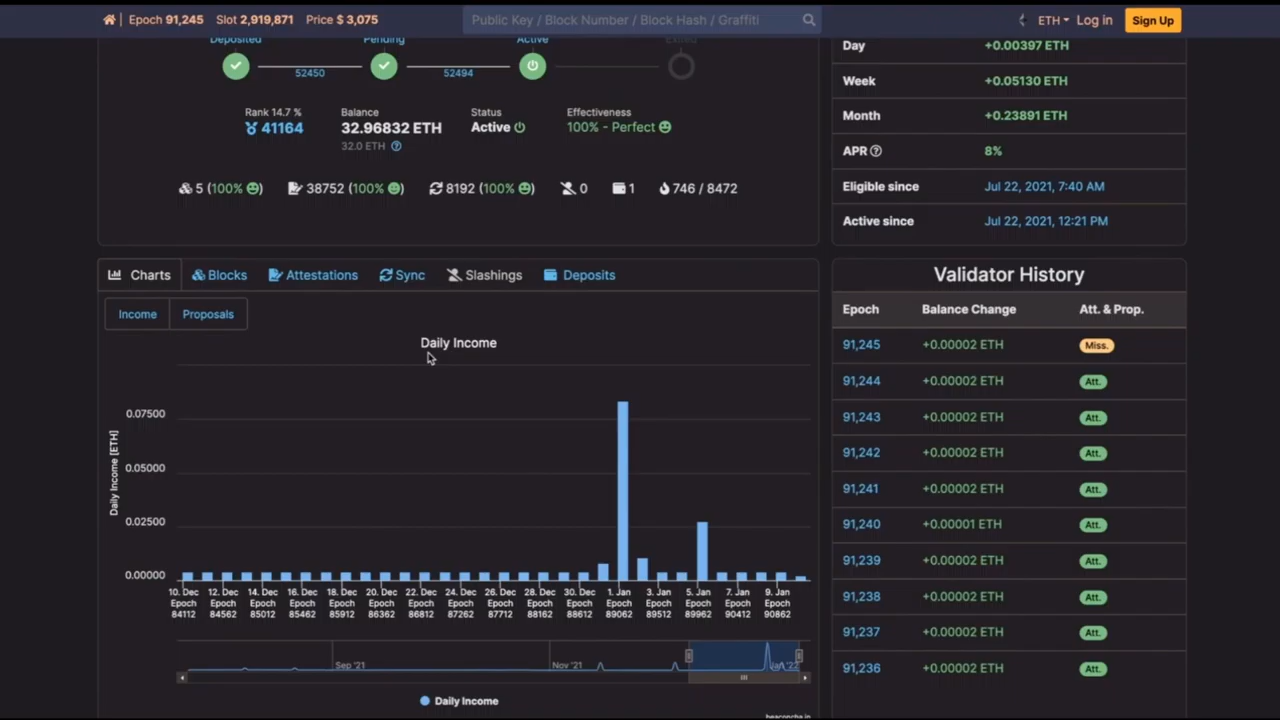 Epoch 91,245 Slot 2,919,871 Price $ 3,075 Public Key / Block Number / Block Hash / Graffiti ETH Log in Sign Up
Deposited Pending Active Exited
52450 52494
Rank 14.7 % Balance Status Effectiveness
41164 32.96832 ETH Active 100% - Perfect
32.0 ETH
5 (100%) 38752 (100%) 8192 (100%) 0 1 746 / 8472
Day +0.00397 ETH
Week +0.05130 ETH
Month +0.23891 ETH
APR 8%
Eligible since Jul 22, 2021, 7:40 AM
Active since Jul 22, 2021, 12:21 PM
Charts Blocks Attestations Sync Slashings Deposits
Income Proposals
Daily Income
Daily Income [ETH]
0.07500
0.05000
0.02500
0.00000
10. Dec 12. Dec 14. Dec 16. Dec 18. Dec 20. Dec 22. Dec 24. Dec 26. Dec 28. Dec 30. Dec 1. Jan 3. Jan 5. Jan 7. Jan 9. Jan
Epoch Epoch Epoch Epoch Epoch Epoch Epoch Epoch Epoch Epoch Epoch Epoch Epoch Epoch Epoch Epoch
84112 84562 85012 85462 85912 86362 86812 87262 87712 88162 88612 89062 89512 89962 90412 90862
Sep '21 Nov '21 Jan '22
Daily Income
beaconcha.in
Validator History
Epoch Balance Change Att. & Prop.
91,245 +0.00002 ETH Miss.
91,244 +0.00002 ETH Att.
91,243 +0.00002 ETH Att.
91,242 +0.00002 ETH Att.
91,241 +0.00002 ETH Att.
91,240 +0.00001 ETH Att.
91,239 +0.00002 ETH Att.
91,238 +0.00002 ETH Att.
91,237 +0.00002 ETH Att.
91,236 +0.00002 ETH Att.